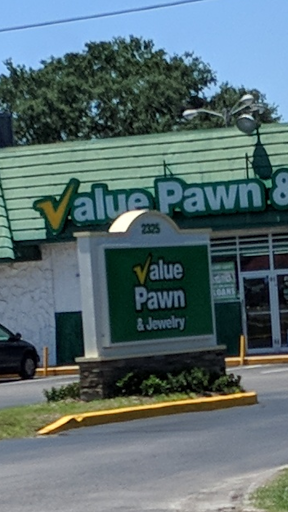 Value Pawn &
2325
Value
Pawn
& Jewelry
LOANS